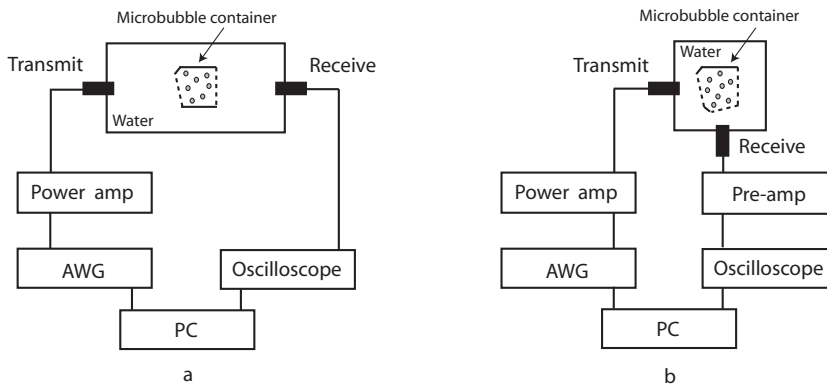 Microbubble container
Transmit
Receive
Water
Power amp
AWG
Oscilloscope
PC
a
Microbubble container
Water
Transmit
Receive
Power amp
Pre-amp
AWG
Oscilloscope
PC
b